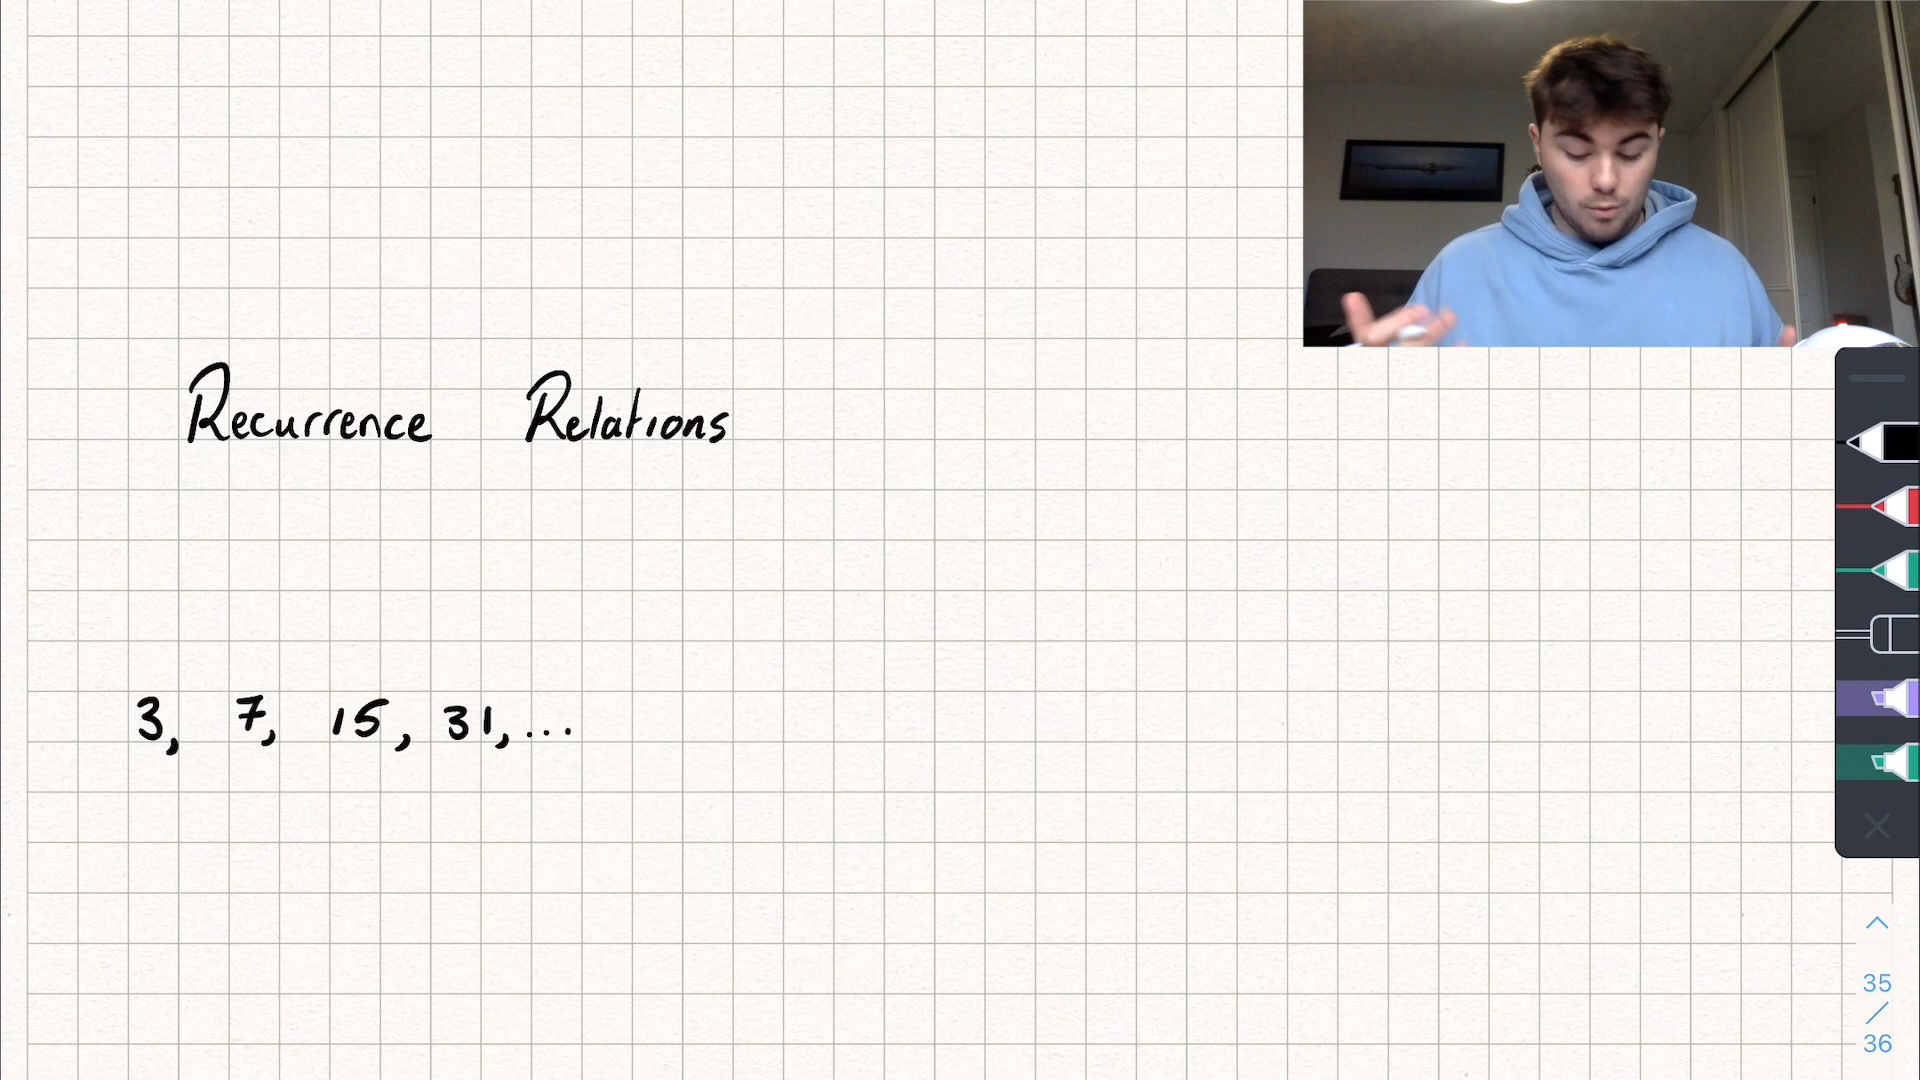 Recurrence Relations
3, 7, 15, 31, ...
35
/
36